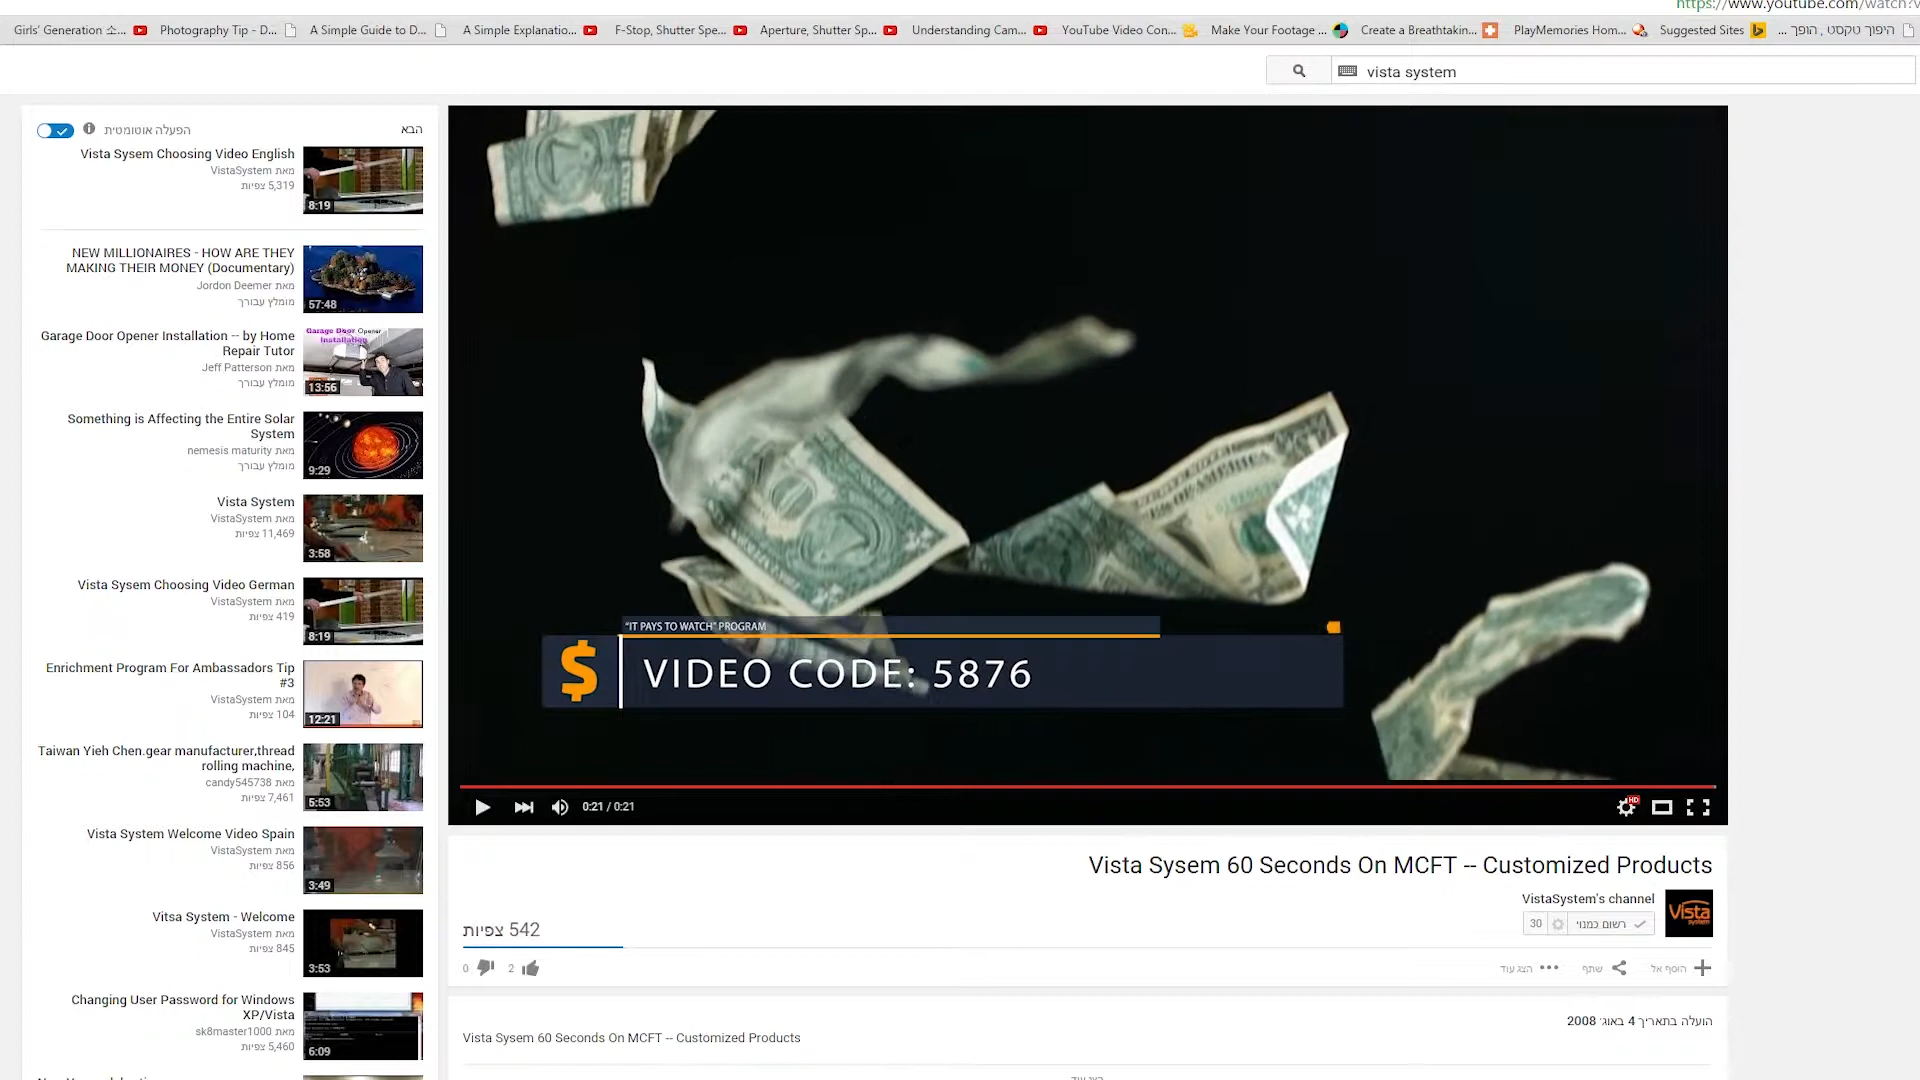 https://www.youtube.com/watch?v
Girls' Generation 소...
Photography Tip - D...
A Simple Guide to D...
A Simple Explanatio...
F-Stop, Shutter Spe...
Aperture, Shutter Sp...
Understanding Cam...
YouTube Video Con...
Make Your Footage ...
Create a Breathtakin...
PlayMemories Hom...
Suggested Sites
היפוך טקסט , הופך ...
vista system
הבא
הפעלה אוטומטית
Vista Sysem Choosing Video English
מאת VistaSystem
5,319 צפיות
8:19
NEW MILLIONAIRES - HOW ARE THEY
MAKING THEIR MONEY (Documentary)
מאת Jordon Deemer
מומלץ עבורך
57:48
Garage Door Opener Installation -- by Home
Repair Tutor
מאת Jeff Patterson
מומלץ עבורך
Garage Door Opener
Installation
13:56
Something is Affecting the Entire Solar
System
מאת nemesis maturity
מומלץ עבורך
9:29
Vista System
מאת VistaSystem
11,469 צפיות
3:58
Vista Sysem Choosing Video German
מאת VistaSystem
419 צפיות
8:19
Enrichment Program For Ambassadors Tip
#3
מאת VistaSystem
104 צפיות
12:21
Taiwan Yieh Chen.gear manufacturer,thread
rolling machine,
מאת candy545738
7,461 צפיות
5:53
Vista System Welcome Video Spain
מאת VistaSystem
856 צפיות
3:49
Vitsa System - Welcome
מאת VistaSystem
845 צפיות
3:53
Changing User Password for Windows
XP/Vista
מאת sk8master1000
5,460 צפיות
6:09
"IT PAYS TO WATCH" PROGRAM
$ VIDEO CODE: 5876
0:21 / 0:21
HD
Vista Sysem 60 Seconds On MCFT -- Customized Products
VistaSystem's channel
Vista
system
רשום כמנוי
30
542 צפיות
הוסף אל
שתף
הצג עוד
2
0
הועלה בתאריך 4 באוג׳ 2008
Vista Sysem 60 Seconds On MCFT -- Customized Products